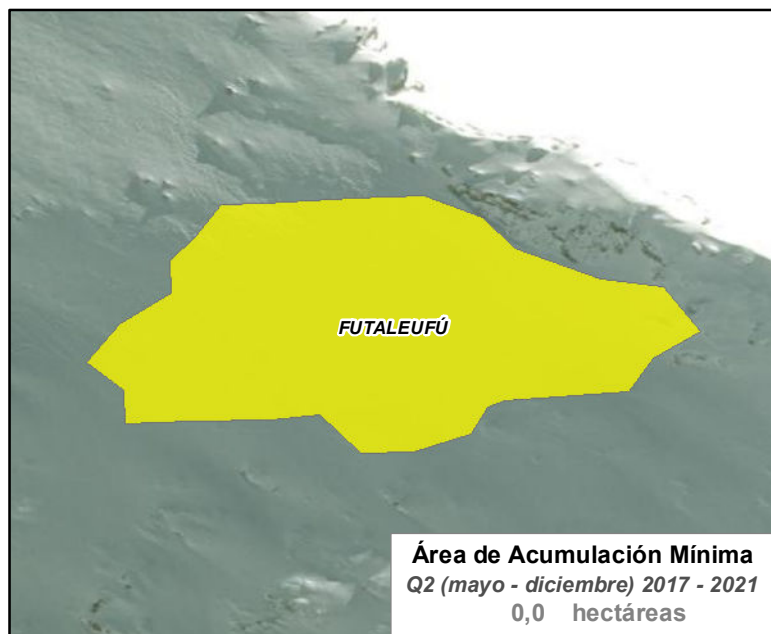 FUTALEUFÚ
Área de Acumulación Mínima
Q2 (mayo - diciembre) 2017 - 2021
0,0 hectáreas